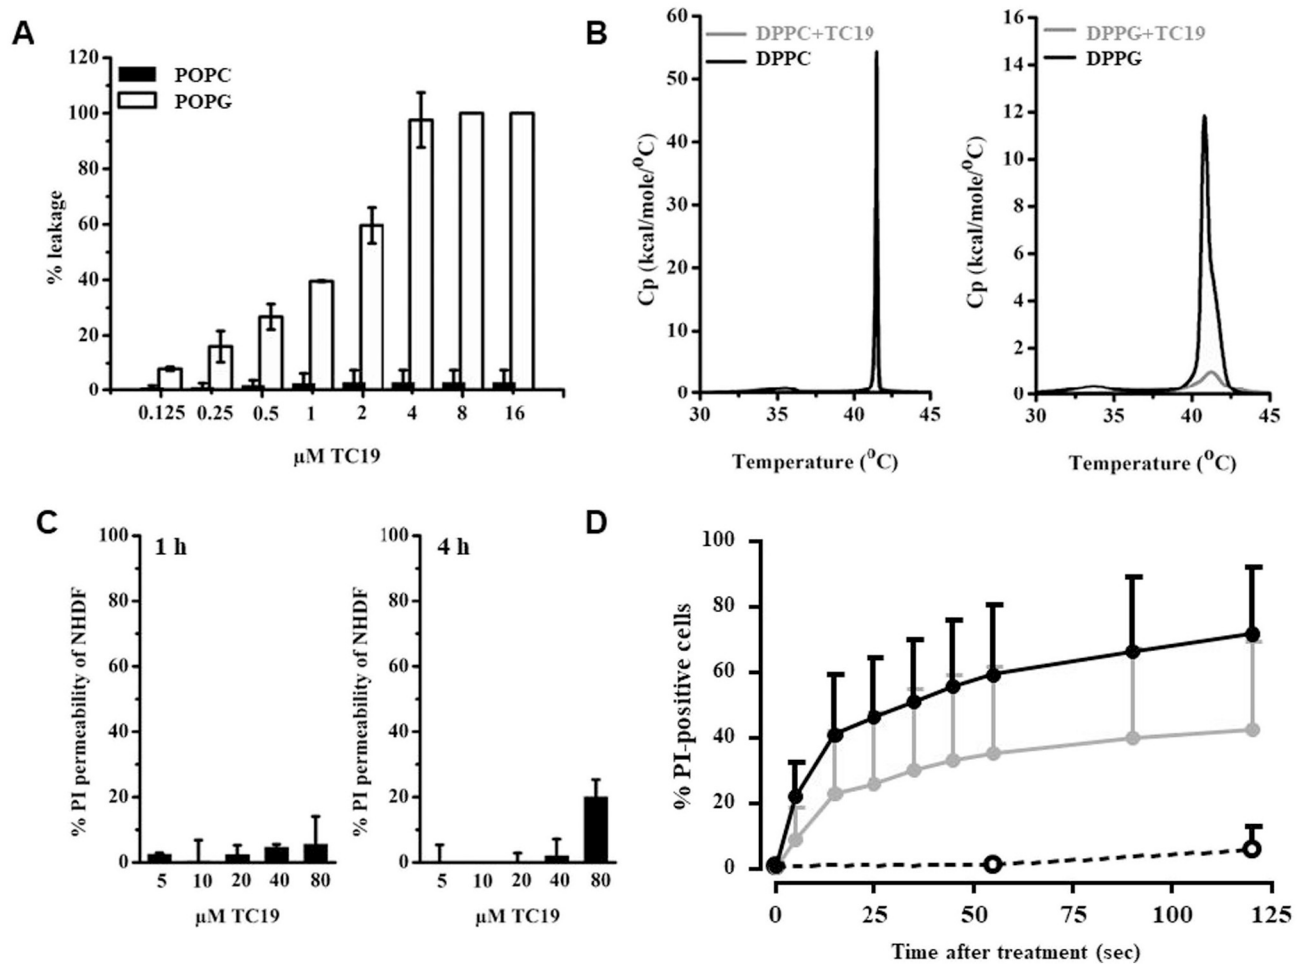 A
120
100
80
60
40
20
0
% leakage
POPC
POPG
0.125 0.25 0.5 1 2 4 8 16
µM TC19
B
60
50
40
30
20
10
0
Cp (kcal/mole/⁰C)
DPPC+TC19
DPPC
30 35 40 45
Temperature (⁰C)
16
14
12
10
8
6
4
2
0
Cp (kcal/mole/⁰C)
DPPG+TC19
DPPG
30 35 40 45
Temperature (⁰C)
C
100
80
60
40
20
0
% PI permeability of NHDF
1 h
5 10 20 40 80
µM TC19
100
80
60
40
20
0
% PI permeability of NHDF
4 h
5 10 20 40 80
µM TC19
D
100
80
60
40
20
0
% PI-positive cells
0 25 50 75 100 125
Time after treatment (sec)